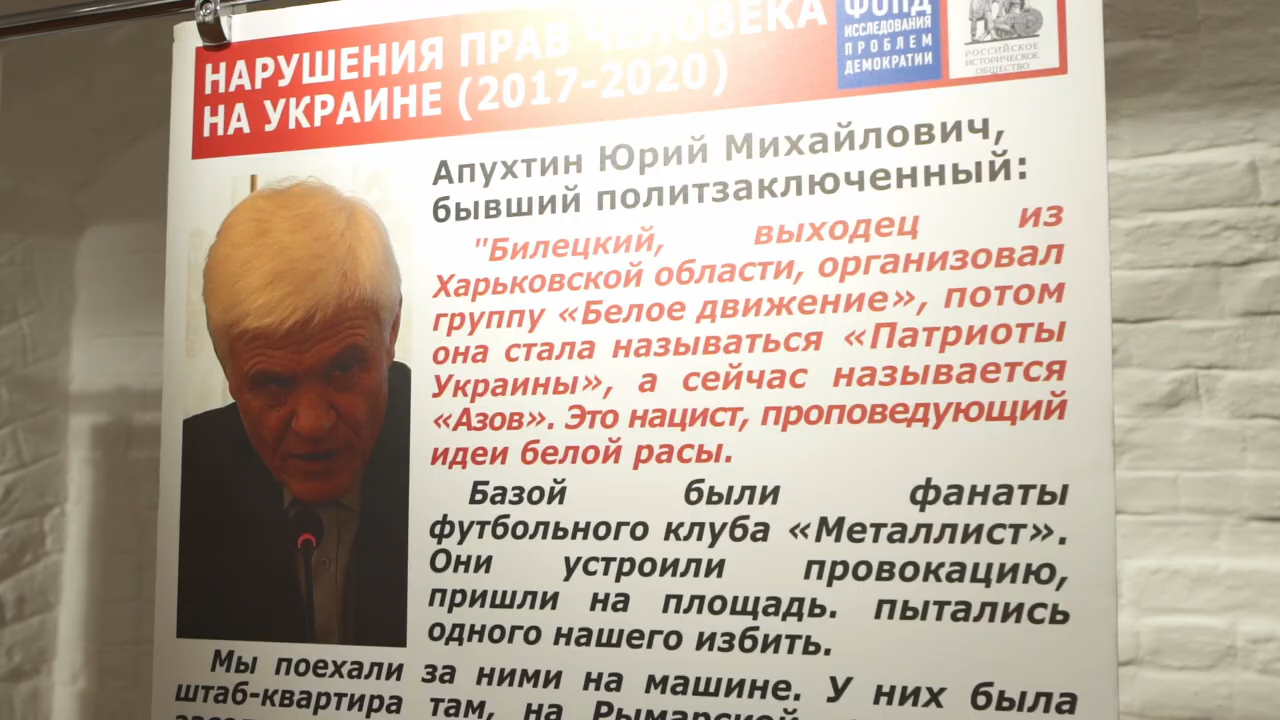 НАРУШЕНИЯ ПРАВ ЧЕЛОВЕКА
НА УКРАИНЕ (2017-2020)
ФОНД
ИССЛЕДОВАНИЯ
ПРОБЛЕМ
ДЕМОКРАТИИ
РОССИЙСКОЕ
ИСТОРИЧЕСКОЕ
ОБЩЕСТВО
Апухтин Юрий Михайлович,
бывший политзаключенный:
"Билецкий, выходец из
Харьковской области, организовал
группу «Белое движение», потом
она стала называться «Патриоты
Украины», а сейчас называется
«Азов». Это нацист, проповедующий
идеи белой расы.
Базой были фанаты
футбольного клуба «Металлист».
Они устроили провокацию,
пришли на площадь. пытались
одного нашего избить.
Мы поехали за ними на машине. У них была
штаб-квартира там, на Рымарской